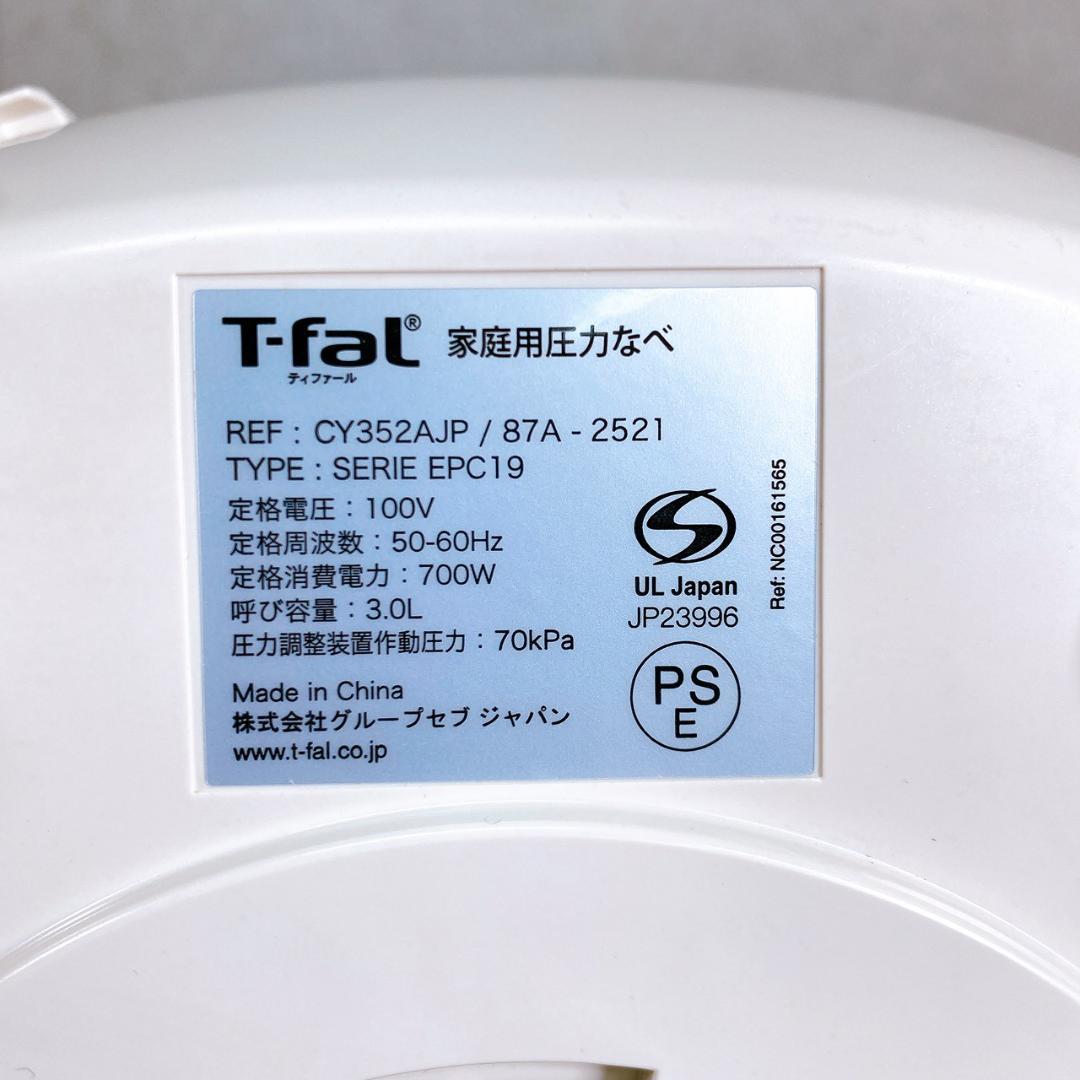 T-fal® 家庭用圧力なべ
ティファール
REF : CY352AJP / 87A - 2521
TYPE : SERIE EPC19
定格電圧 : 100V
定格周波数 : 50-60Hz
定格消費電力 : 700W
呼び容量 : 3.0L
圧力調整装置作動圧力 : 70kPa
Made in China
株式会社グループセブ ジャパン
www.t-fal.co.jp
S
UL Japan
JP23996
PS
E
Ref: NC00161565